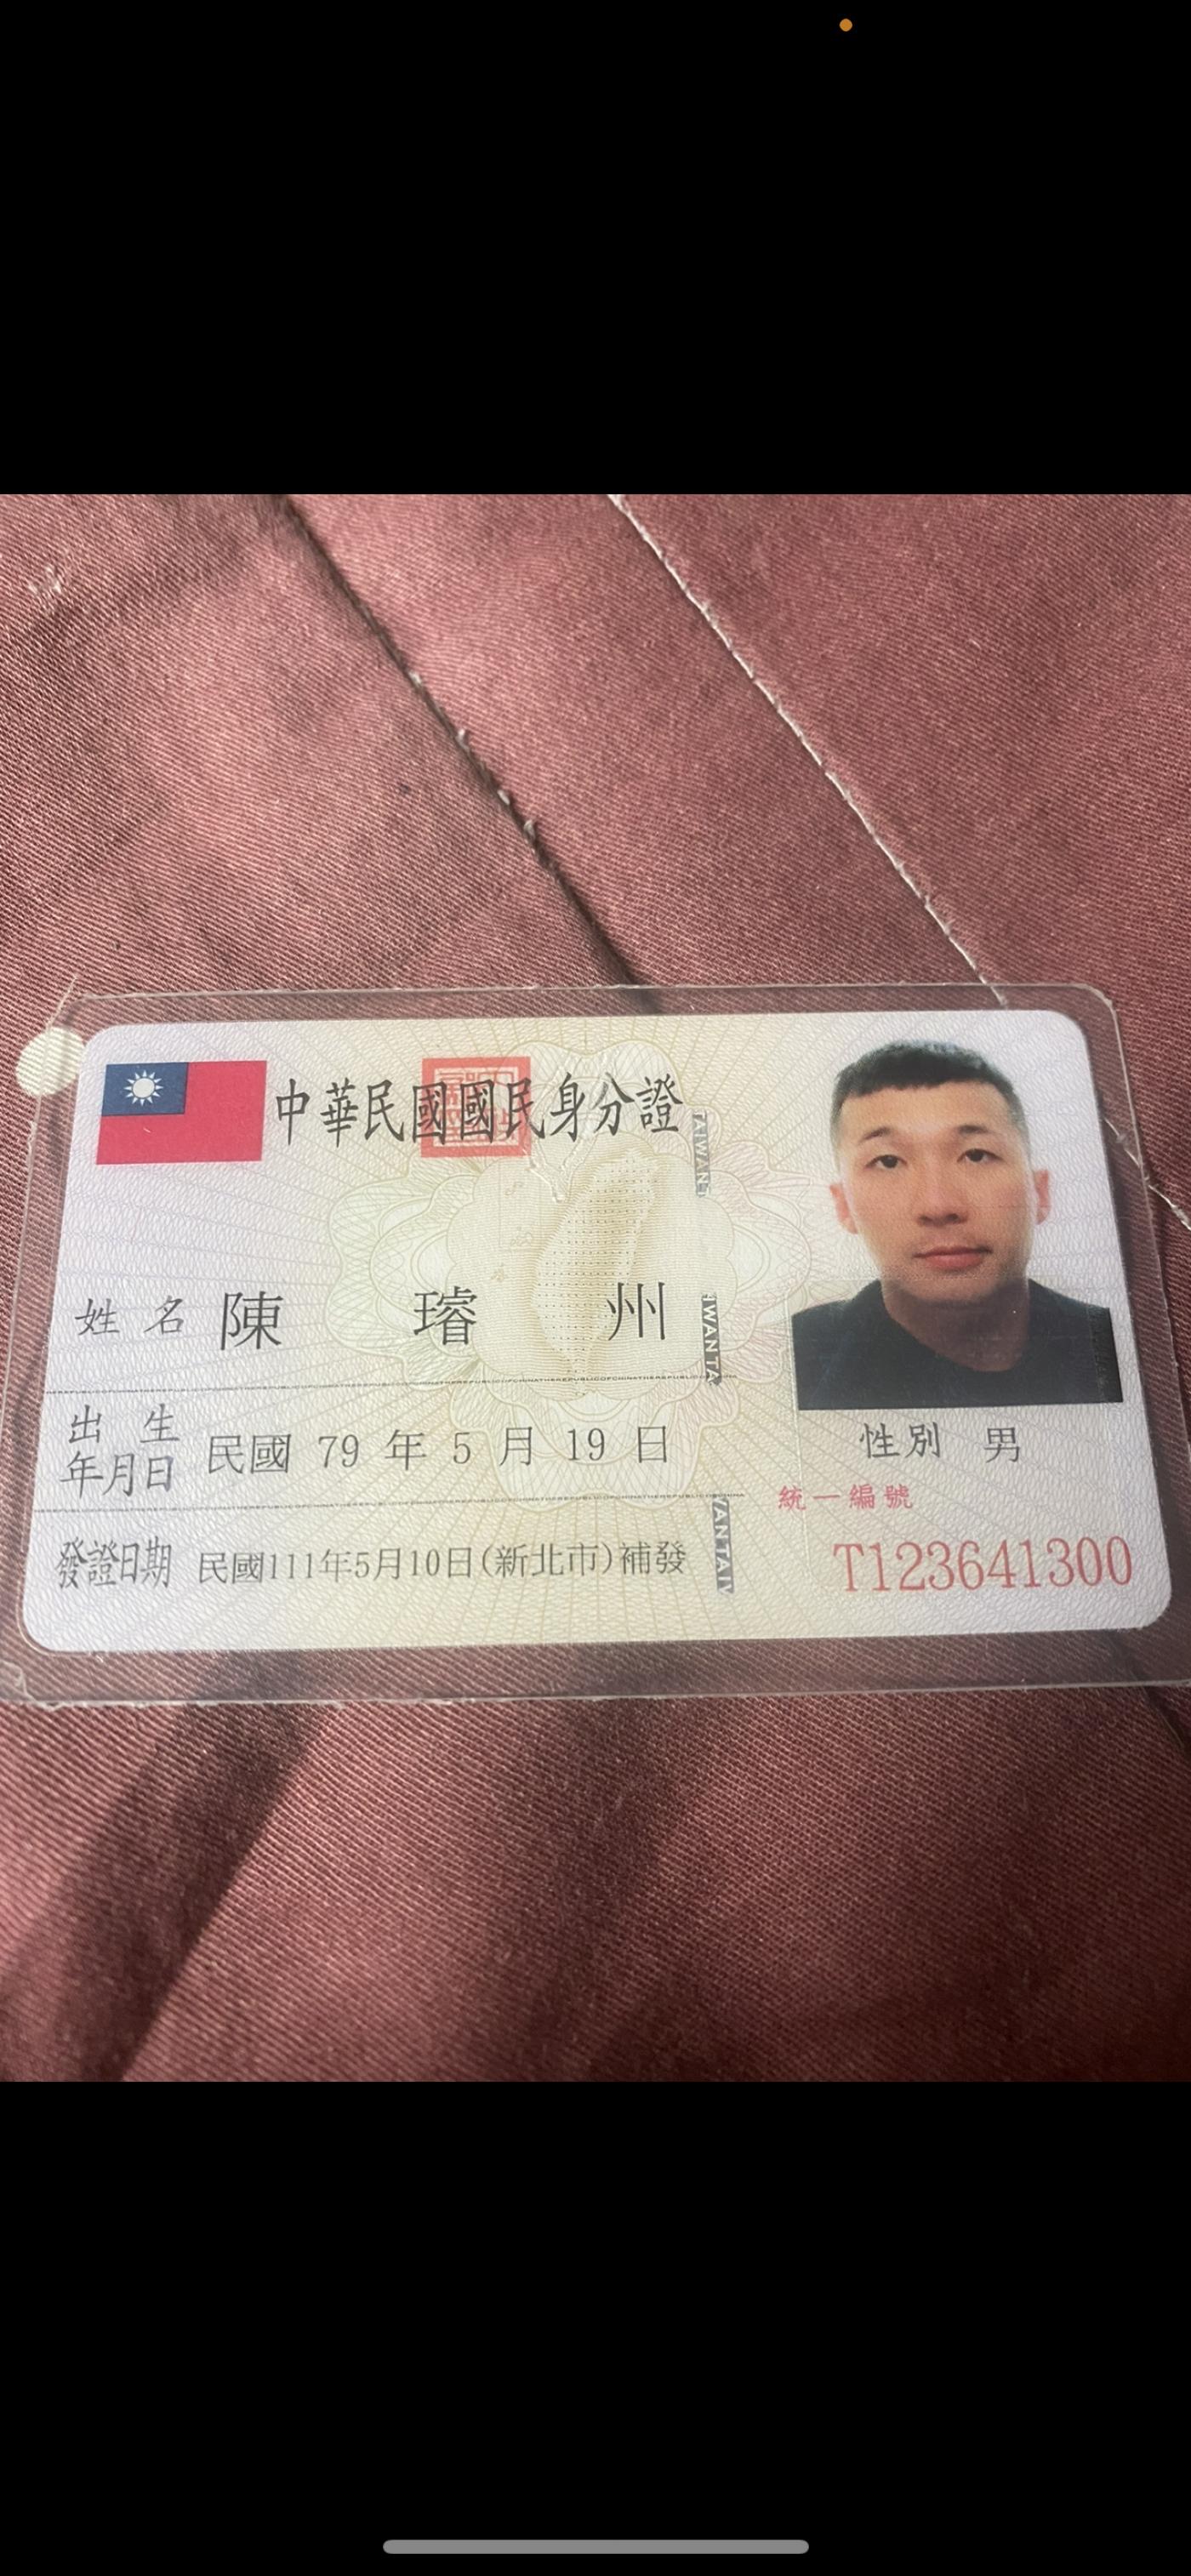 中華民國國民身分證
姓名 陳 璿 州
出生年月日 民國 79 年 5 月 19 日
性別 男
統一編號
發證日期 民國111年5月10日(新北市)補發
T123641300